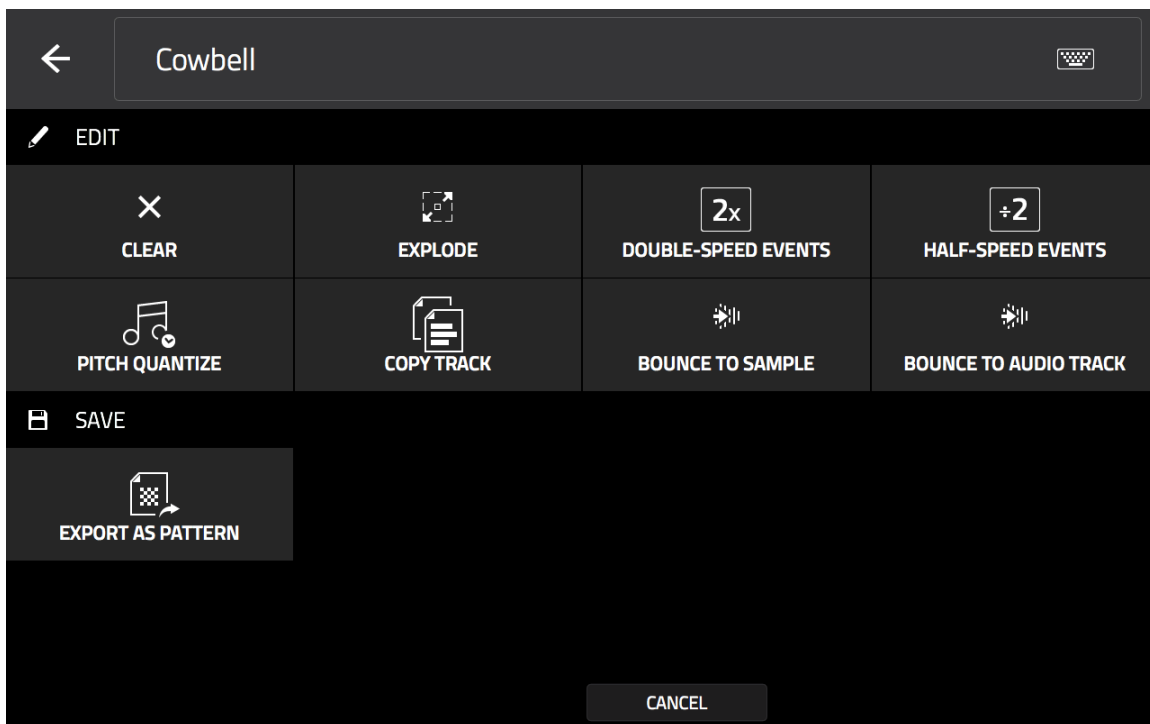 Cowbell
EDIT
CLEAR
EXPLODE
2x
DOUBLE-SPEED EVENTS
÷2
HALF-SPEED EVENTS
PITCH QUANTIZE
COPY TRACK
BOUNCE TO SAMPLE
BOUNCE TO AUDIO TRACK
SAVE
EXPORT AS PATTERN
CANCEL